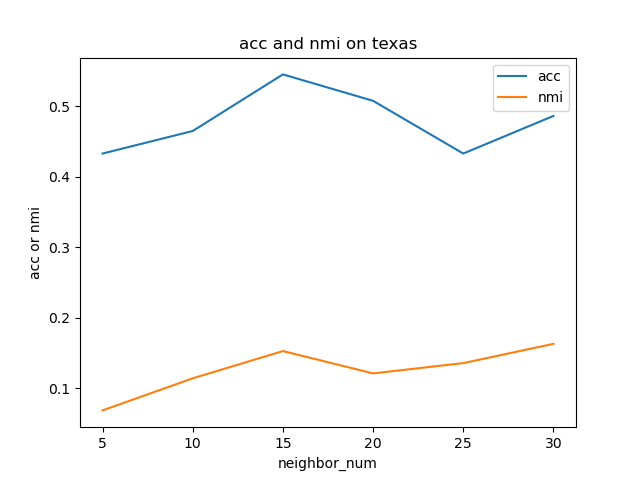 acc and nmi on texas
acc
nmi
acc or nmi
0.5
0.4
0.3
0.2
0.1
5 10 15 20 25 30
neighbor_num